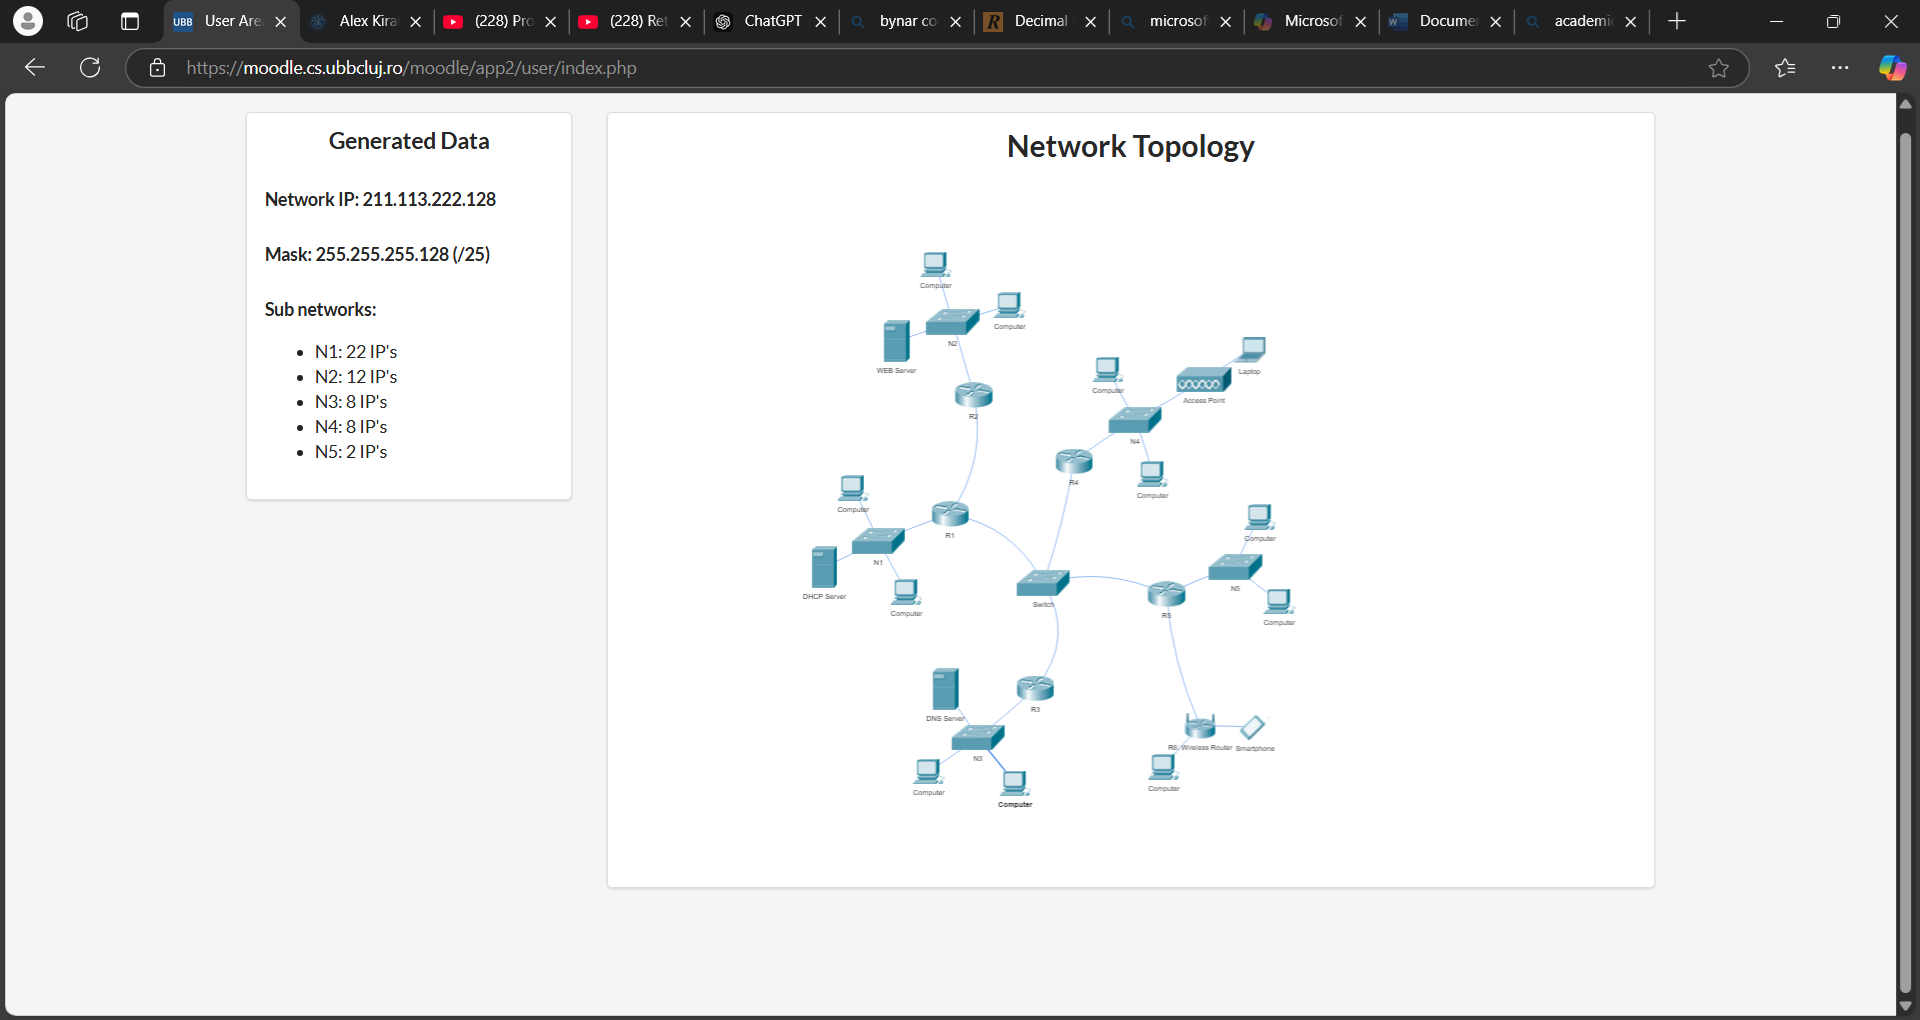 UBB User Are
Alex Kira
(228) Pro
(228) Ret
ChatGPT
bynar co
R Decimal
microsof
Microsof
Documen
academi
https://moodle.cs.ubbcluj.ro/moodle/app2/user/index.php
Generated Data
Network IP: 211.113.222.128
Mask: 255.255.255.128 (/25)
Sub networks:
N1: 22 IP's
N2: 12 IP's
N3: 8 IP's
N4: 8 IP's
N5: 2 IP's
Network Topology
Computer
Computer
N2
WEB Server
R2
Laptop
Computer
Access Point
N4
R4
Computer
Computer
R1
Computer
N1
N5
DHCP Server
Switch
Computer
R5
Computer
R3
DNS Server
R6. Wireless Router
Smartphone
N3
Computer
Computer
Computer